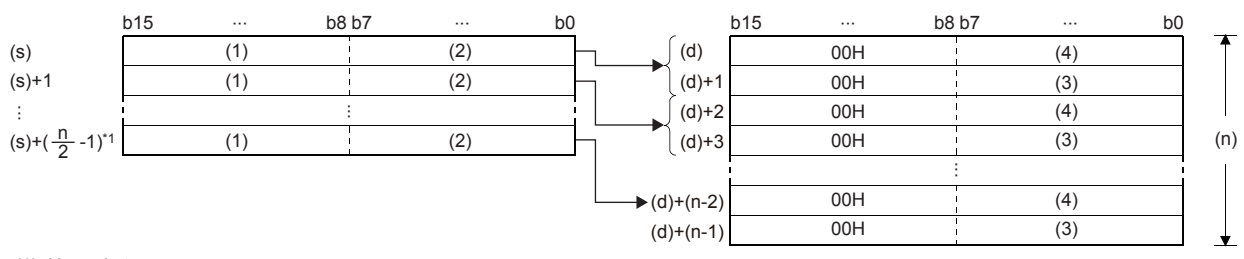 b15 ... b8 b7 ... b0 b15 ... b8 b7 ... b0
(s) (1) (2) (d) 00H (4)
(s)+1 (1) (2) (d)+1 00H (3)
⋮ ⋮ (d)+2 00H (4)
(s)+(n/2 -1)*1 (1) (2) (d)+3 00H (3) (n)
⋮
(d)+(n-2) 00H (4)
(d)+(n-1) 00H (3)